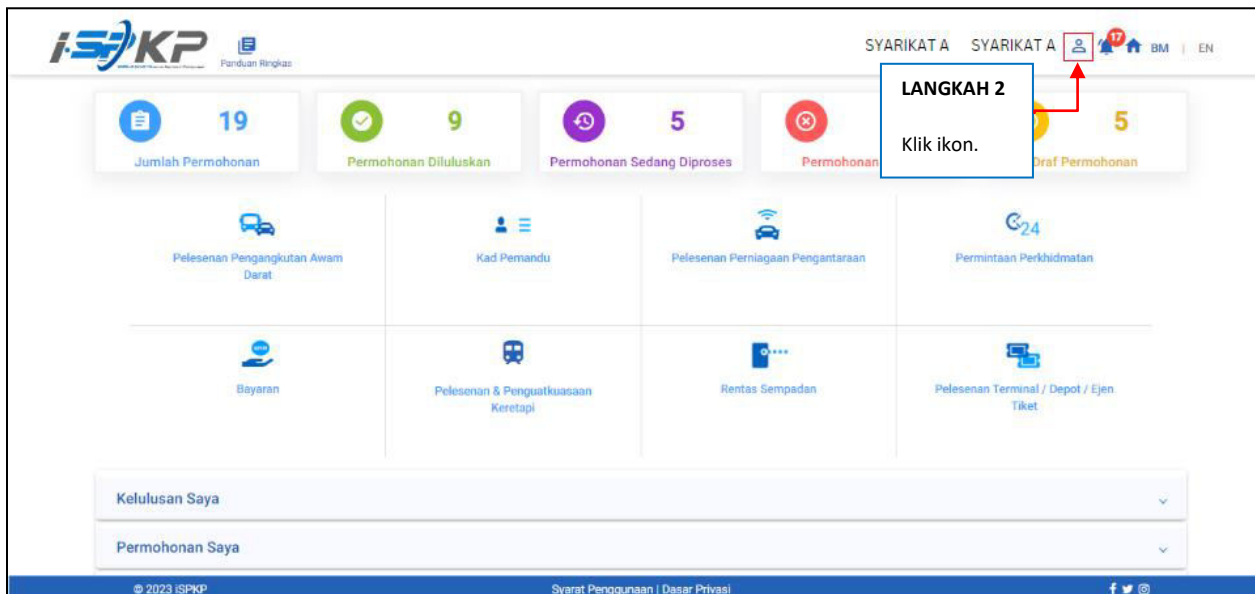 i-SPKP
Panduan Ringkas
SYARIKAT A SYARIKAT A 17 BM | EN
LANGKAH 2
Klik ikon.
19
Jumlah Permohonan
9
Permohonan Diluluskan
5
Permohonan Sedang Diproses
Permohonan
5
Draf Permohonan
Pelesenan Pengangkutan Awam
Darat
Kad Pemandu
Pelesenan Perniagaan Pengantaraan
24
Permintaan Perkhidmatan
Bayaran
Pelesenan & Penguatkuasaan
Keretapi
Rentas Sempadan
Pelesenan Terminal / Depot / Ejen
Tiket
Kelulusan Saya
Permohonan Saya
© 2023 iSPKP
Syarat Penggunaan | Dasar Privasi